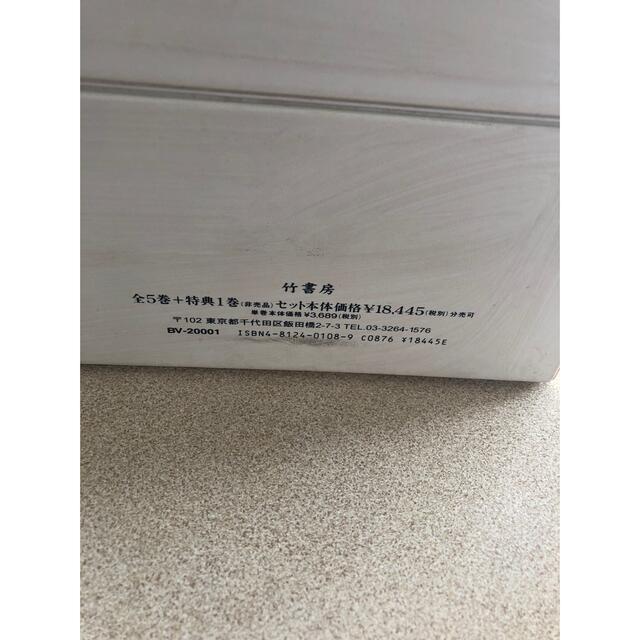 竹書房
全5巻+特典1巻(非売品)セット本体価格¥18,445(税別)分売可
単巻本体価格¥3,689(税別)
〒102 東京都千代田区飯田橋2-7-3 TEL.03-3264-1576
BV-20001 ISBN4-8124-0108-9 C0876 ¥18445E